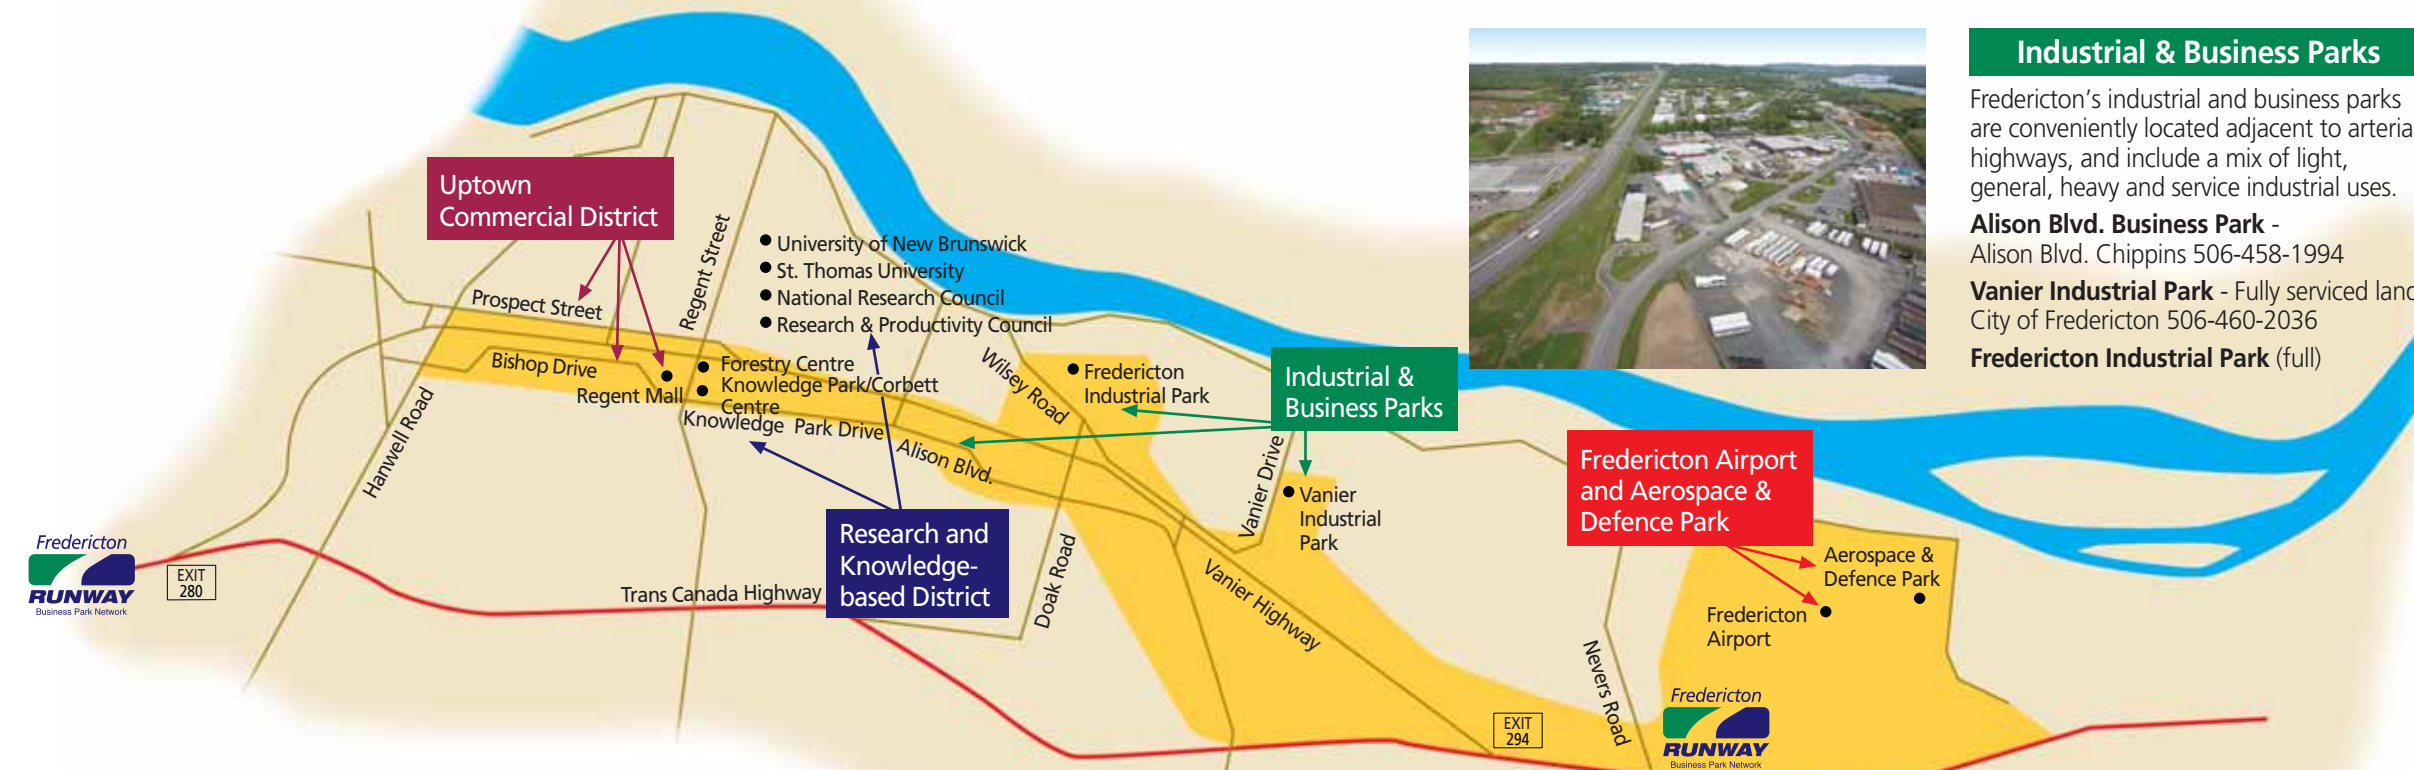 Uptown
Commercial District
Prospect Street
Bishop Drive
Regent Mall
Hanwell Road
Regent Street
University of New Brunswick
St. Thomas University
National Research Council
Research & Productivity Council
Forestry Centre
Knowledge Park/Corbett
Centre
Knowledge Park Drive
Alison Blvd.
Wilsey Road
Fredericton
Industrial Park
Industrial &
Business Parks
Vanier Drive
Vanier
Industrial
Park
Research and
Knowledge-
based District
Doak Road
Vanier Highway
Trans Canada Highway
Fredericton
RUNWAY
Business Park Network
EXIT
280
Fredericton Airport
and Aerospace &
Defence Park
Aerospace &
Defence Park
Fredericton
Airport
Nevers Road
EXIT
294
Fredericton
RUNWAY
Business Park Network
Industrial & Business Parks
Fredericton's industrial and business parks
are conveniently located adjacent to arteria
highways, and include a mix of light,
general, heavy and service industrial uses.
Alison Blvd. Business Park -
Alison Blvd. Chippins 506-458-1994
Vanier Industrial Park - Fully serviced land
City of Fredericton 506-460-2036
Fredericton Industrial Park (full)